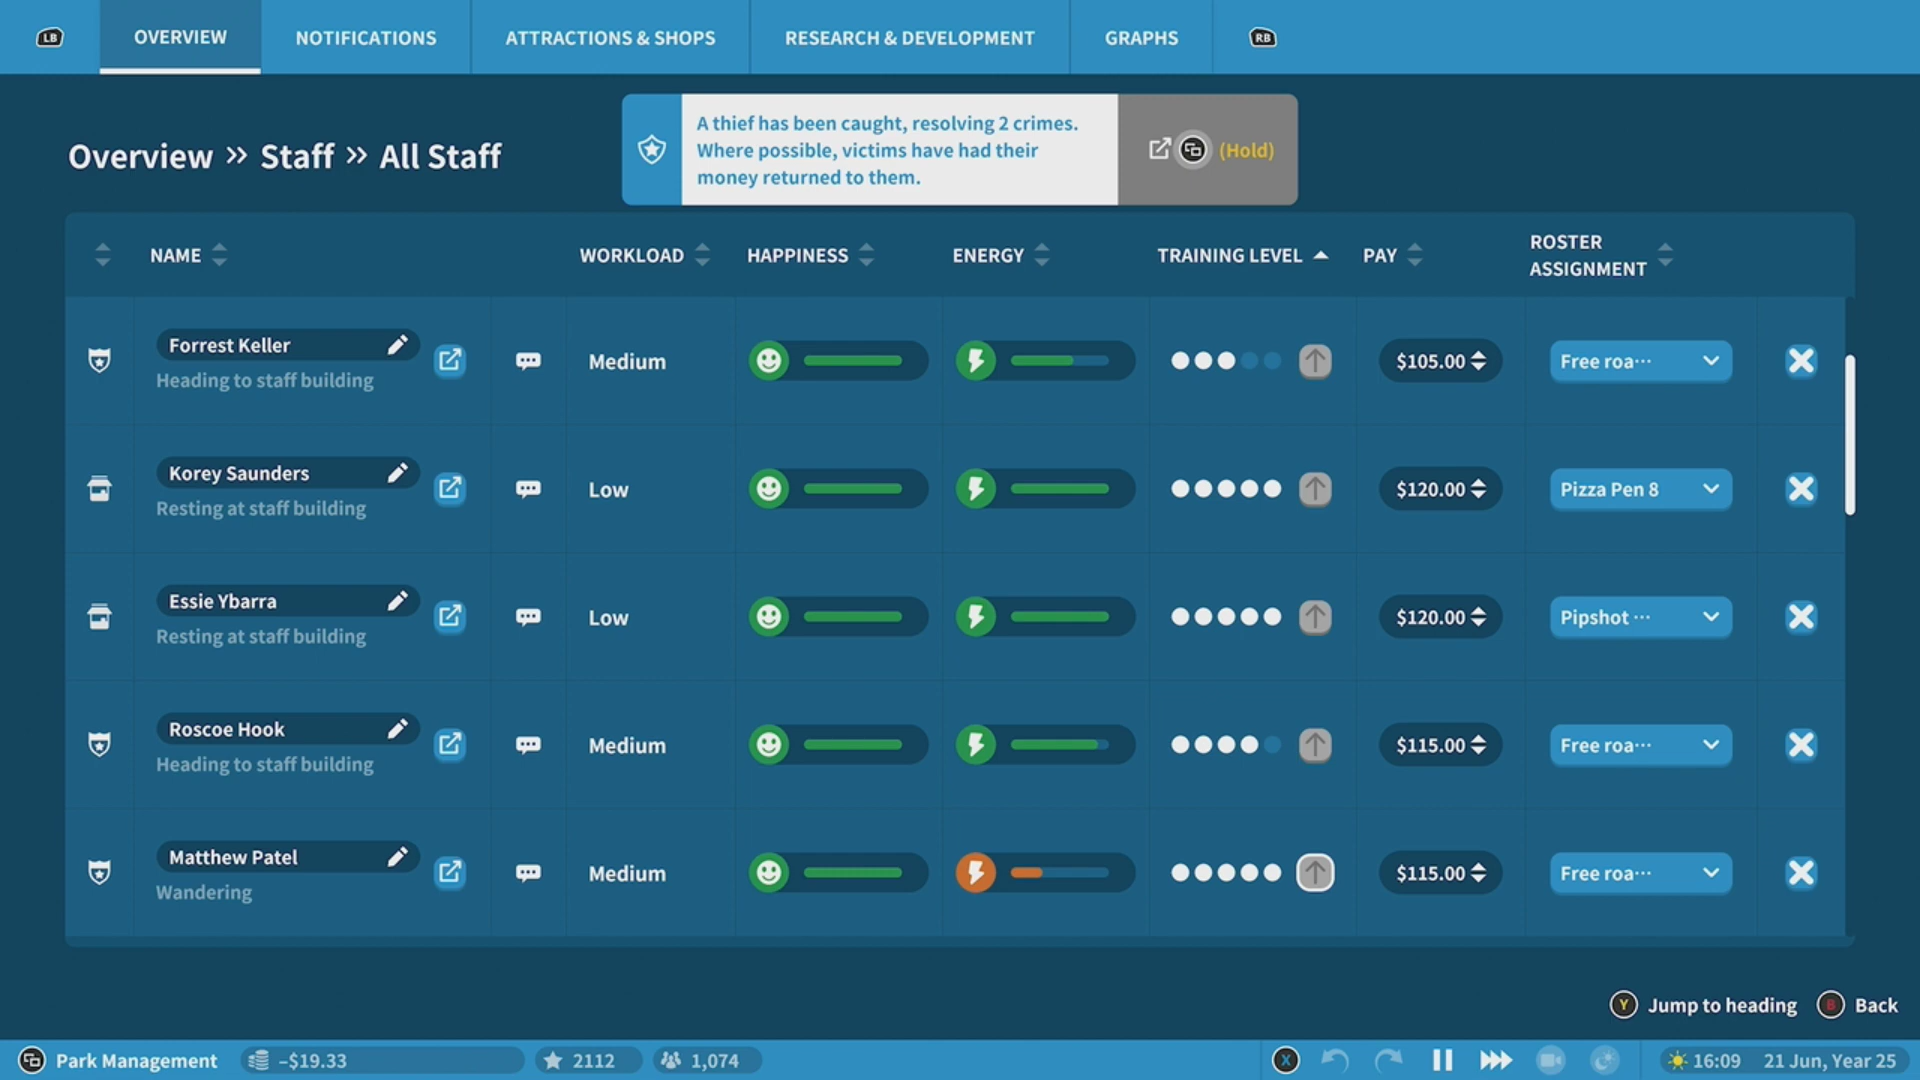 LB
OVERVIEW
NOTIFICATIONS
ATTRACTIONS & SHOPS
RESEARCH & DEVELOPMENT
GRAPHS
RB
Overview » Staff » All Staff
A thief has been caught, resolving 2 crimes.
Where possible, victims have had their
money returned to them.
(Hold)
NAME
WORKLOAD
HAPPINESS
ENERGY
TRAINING LEVEL
PAY
ROSTER
ASSIGNMENT
Forrest Keller
Heading to staff building
Medium
$105.00
Free roa···
Korey Saunders
Resting at staff building
Low
$120.00
Pizza Pen 8
Essie Ybarra
Resting at staff building
Low
$120.00
Pipshot ···
Roscoe Hook
Heading to staff building
Medium
$115.00
Free roa···
Matthew Patel
Wandering
Medium
$115.00
Free roa···
Y Jump to heading
B Back
Park Management
-$19.33
2112
1,074
X
16:09
21 Jun, Year 25